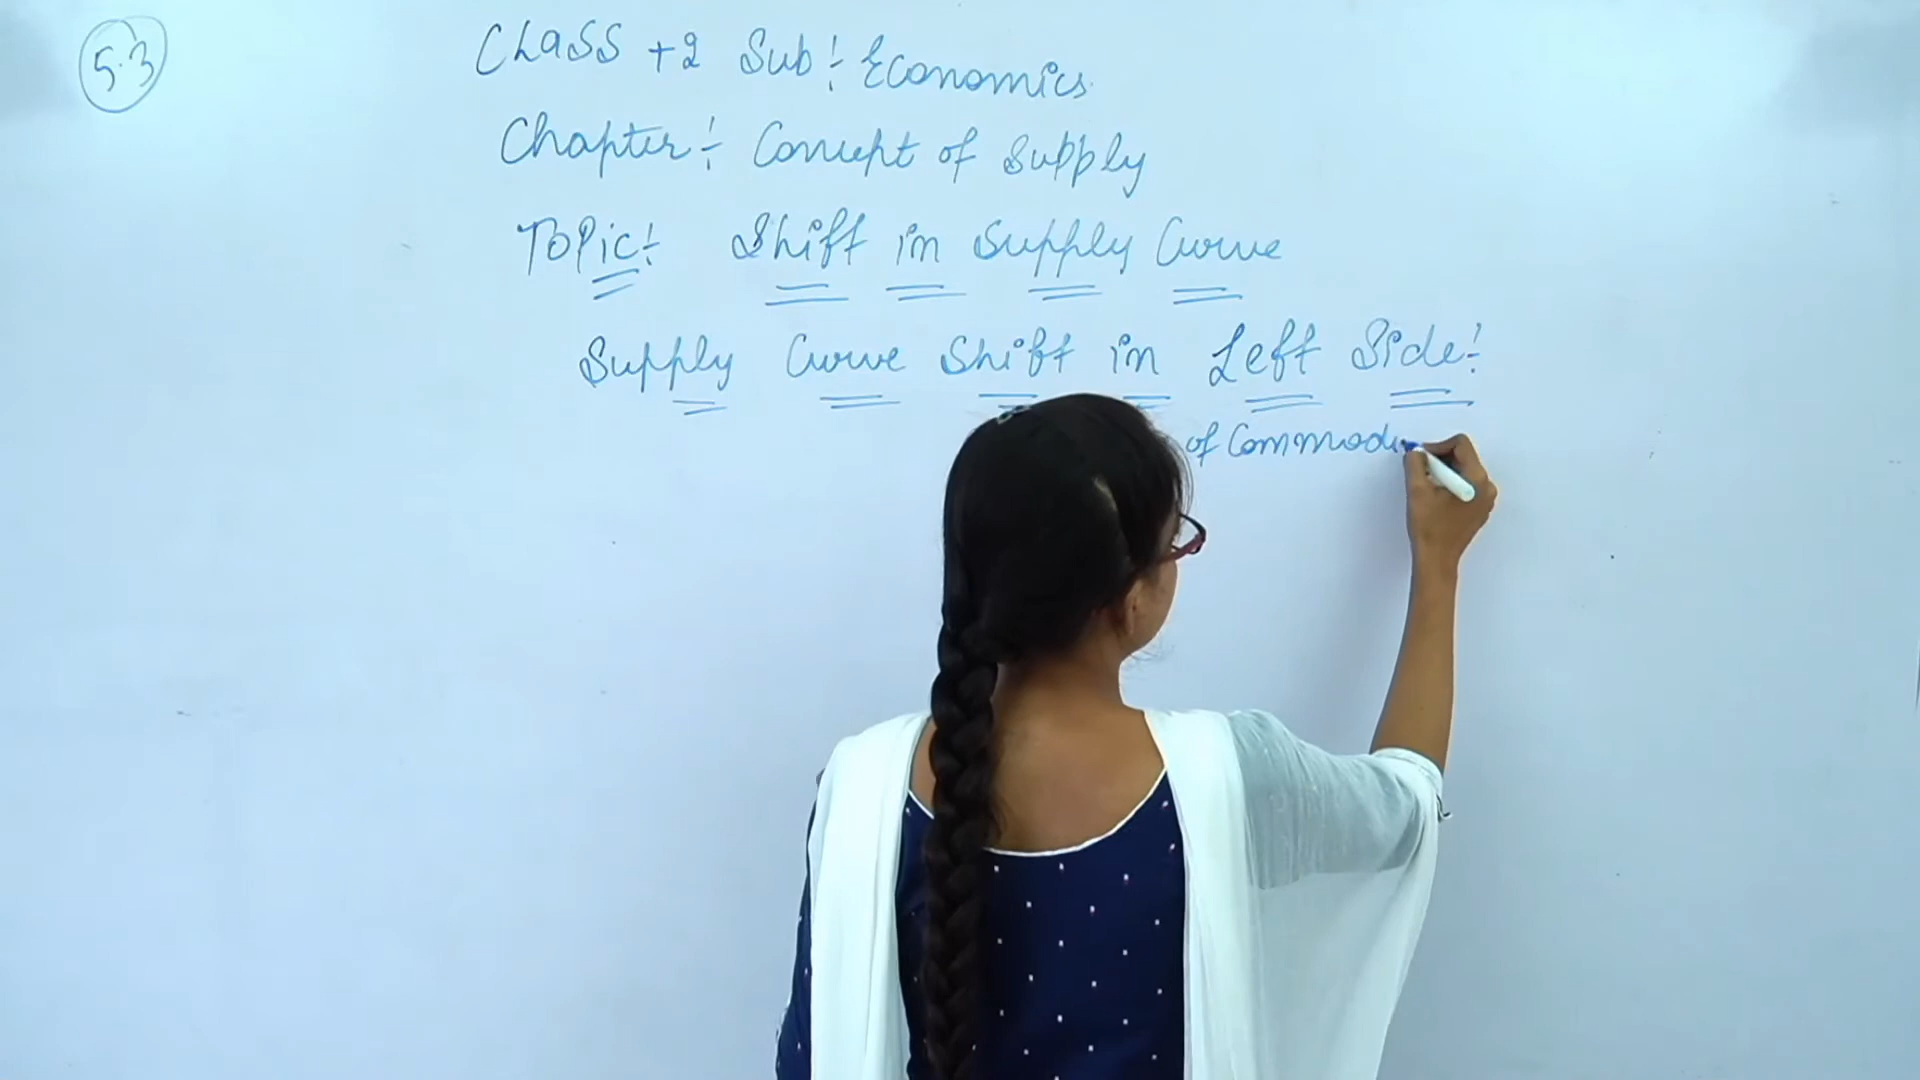 5.3
CLASS +2 Sub:- Economics.
Chapter:- Concept of Supply
Topic:- Shift in Supply Curve
Supply Curve Shift in Left Side:-
of Commodi